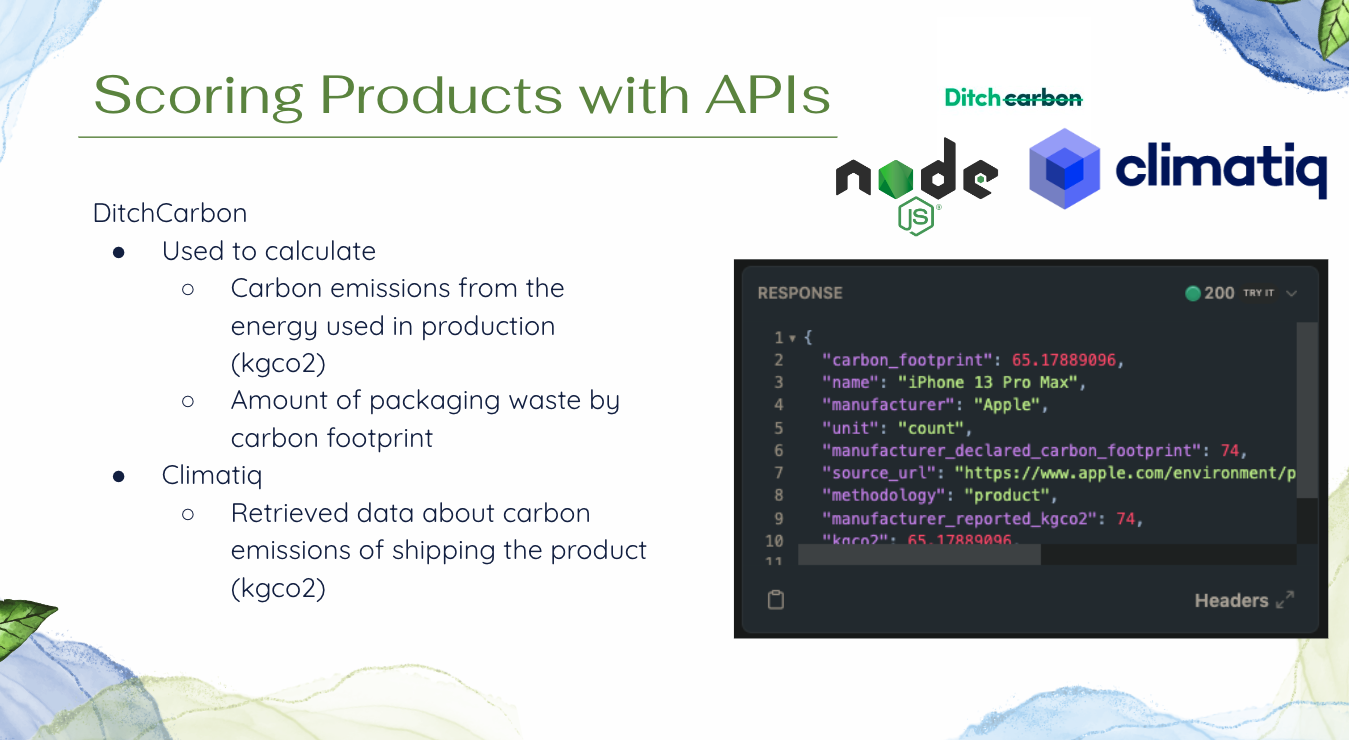 Scoring Products with APIs
Ditch carbon
node
JS
climatiq
DitchCarbon
● Used to calculate
○ Carbon emissions from the
energy used in production
(kgco2)
○ Amount of packaging waste by
carbon footprint
● Climatiq
○ Retrieved data about carbon
emissions of shipping the product
(kgco2)
RESPONSE 200 TRY IT
1 {
2 "carbon_footprint": 65.17889096,
3 "name": "iPhone 13 Pro Max",
4 "manufacturer": "Apple",
5 "unit": "count",
6 "manufacturer_declared_carbon_footprint": 74,
7 "source_url": "https://www.apple.com/environment/p
8 "methodology": "product",
9 "manufacturer_reported_kgco2": 74,
10 "kgco2": 65.17889096,
11
Headers